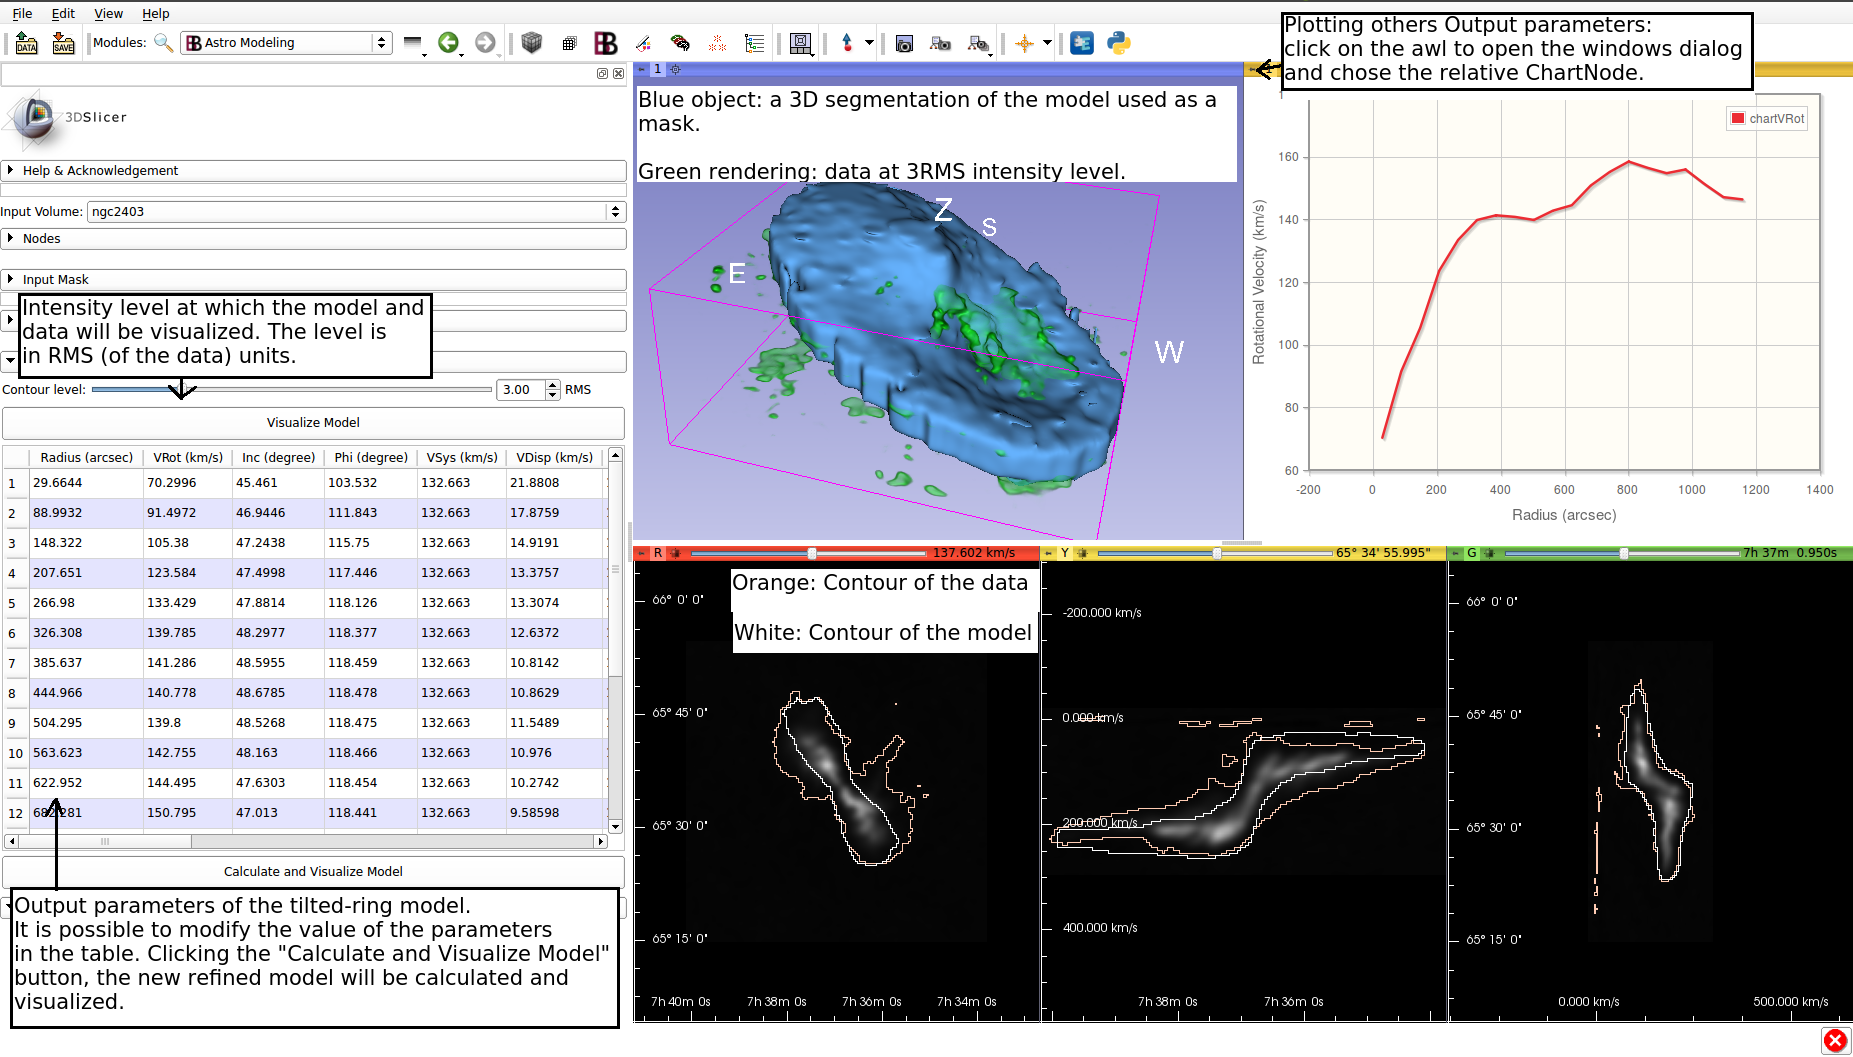 File Edit View Help
DATA SAVE Modules: Astro Modeling
3DSlicer
Help & Acknowledgement
Input Volume: ngc2403
Nodes
Input Mask
Intensity level at which the model and
data will be visualized. The level is
in RMS (of the data) units.
Contour level: 3.00 RMS
Visualize Model
Radius (arcsec) VRot (km/s) Inc (degree) Phi (degree) VSys (km/s) VDisp (km/s)
1 29.6644 70.2996 45.461 103.532 132.663 21.8808
2 88.9932 91.4972 46.9446 111.843 132.663 17.8759
3 148.322 105.38 47.2438 115.75 132.663 14.9191
4 207.651 123.584 47.4998 117.446 132.663 13.3757
5 266.98 133.429 47.8814 118.126 132.663 13.3074
6 326.308 139.785 48.2977 118.377 132.663 12.6372
7 385.637 141.286 48.5955 118.459 132.663 10.8142
8 444.966 140.778 48.6785 118.478 132.663 10.8629
9 504.295 139.8 48.5268 118.475 132.663 11.5489
10 563.623 142.755 48.163 118.466 132.663 10.976
11 622.952 144.495 47.6303 118.454 132.663 10.2742
12 682.281 150.795 47.013 118.441 132.663 9.58598
Calculate and Visualize Model
Output parameters of the tilted-ring model.
It is possible to modify the value of the parameters
in the table. Clicking the "Calculate and Visualize Model"
button, the new refined model will be calculated and
visualized.
1
Blue object: a 3D segmentation of the model used as a
mask.
Green rendering: data at 3RMS intensity level.
Z
S
E
W
Plotting others Output parameters:
click on the awl to open the windows dialog
and chose the relative ChartNode.
chartVRot
Rotational Velocity (km/s)
160
140
120
100
80
60
-200 0 200 400 600 800 1000 1200 1400
Radius (arcsec)
R 137.602 km/s
Orange: Contour of the data
White: Contour of the model
66° 0' 0"
65° 45' 0"
65° 30' 0"
65° 15' 0"
7h 40m 0s 7h 38m 0s 7h 36m 0s 7h 34m 0s
Y 65° 34' 55.995"
-200.000 km/s
0.000 km/s
200.000 km/s
400.000 km/s
7h 38m 0s 7h 36m 0s
G 7h 37m 0.950s
66° 0' 0"
65° 45' 0"
65° 30' 0"
65° 15' 0"
0.000 km/s 500.000 km/s